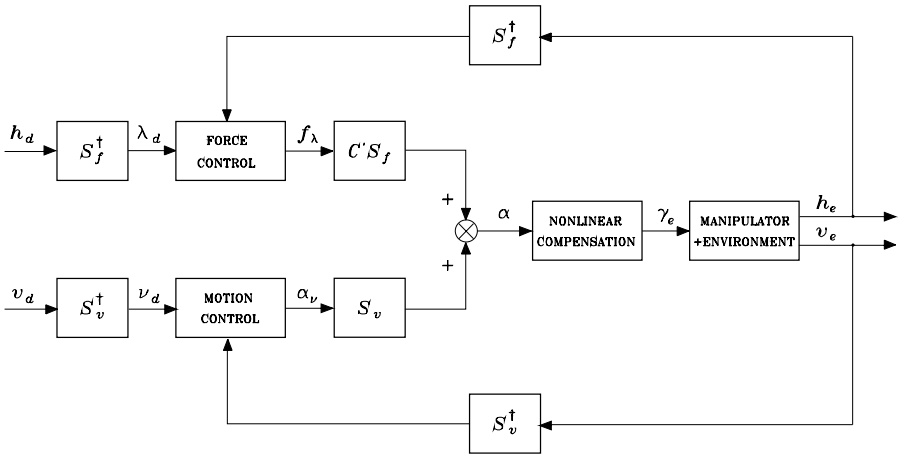 S_f^†
h_d
S_f^†
λ_d
FORCE
CONTROL
f_λ
C'S_f
+
α
NONLINEAR
COMPENSATION
γ_e
MANIPULATOR
+ENVIRONMENT
h_e
v_e
+
v_d
S_v^†
ν_d
MOTION
CONTROL
α_ν
S_v
S_v^†